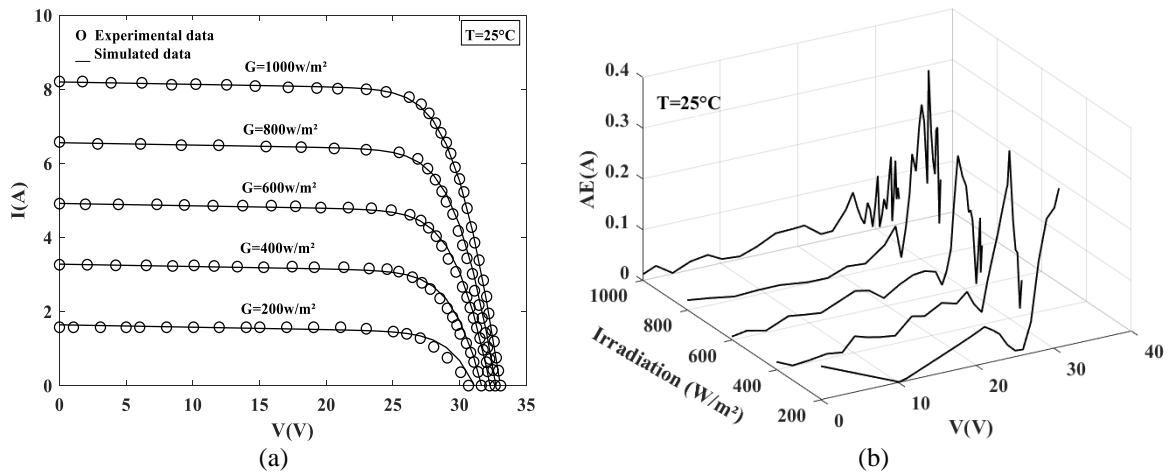 10
8
6
4
2
0
I(A)
O Experimental data
— Simulated data
T=25°C
G=1000w/m²
G=800w/m²
G=600w/m²
G=400w/m²
G=200w/m²
0 5 10 15 20 25 30 35
V(V)
(a)
0.4
0.3
0.2
0.1
0
AE(A)
T=25°C
1000
800
600
400
200
Irradiation (W/m²)
0
10
20
30
40
V(V)
(b)